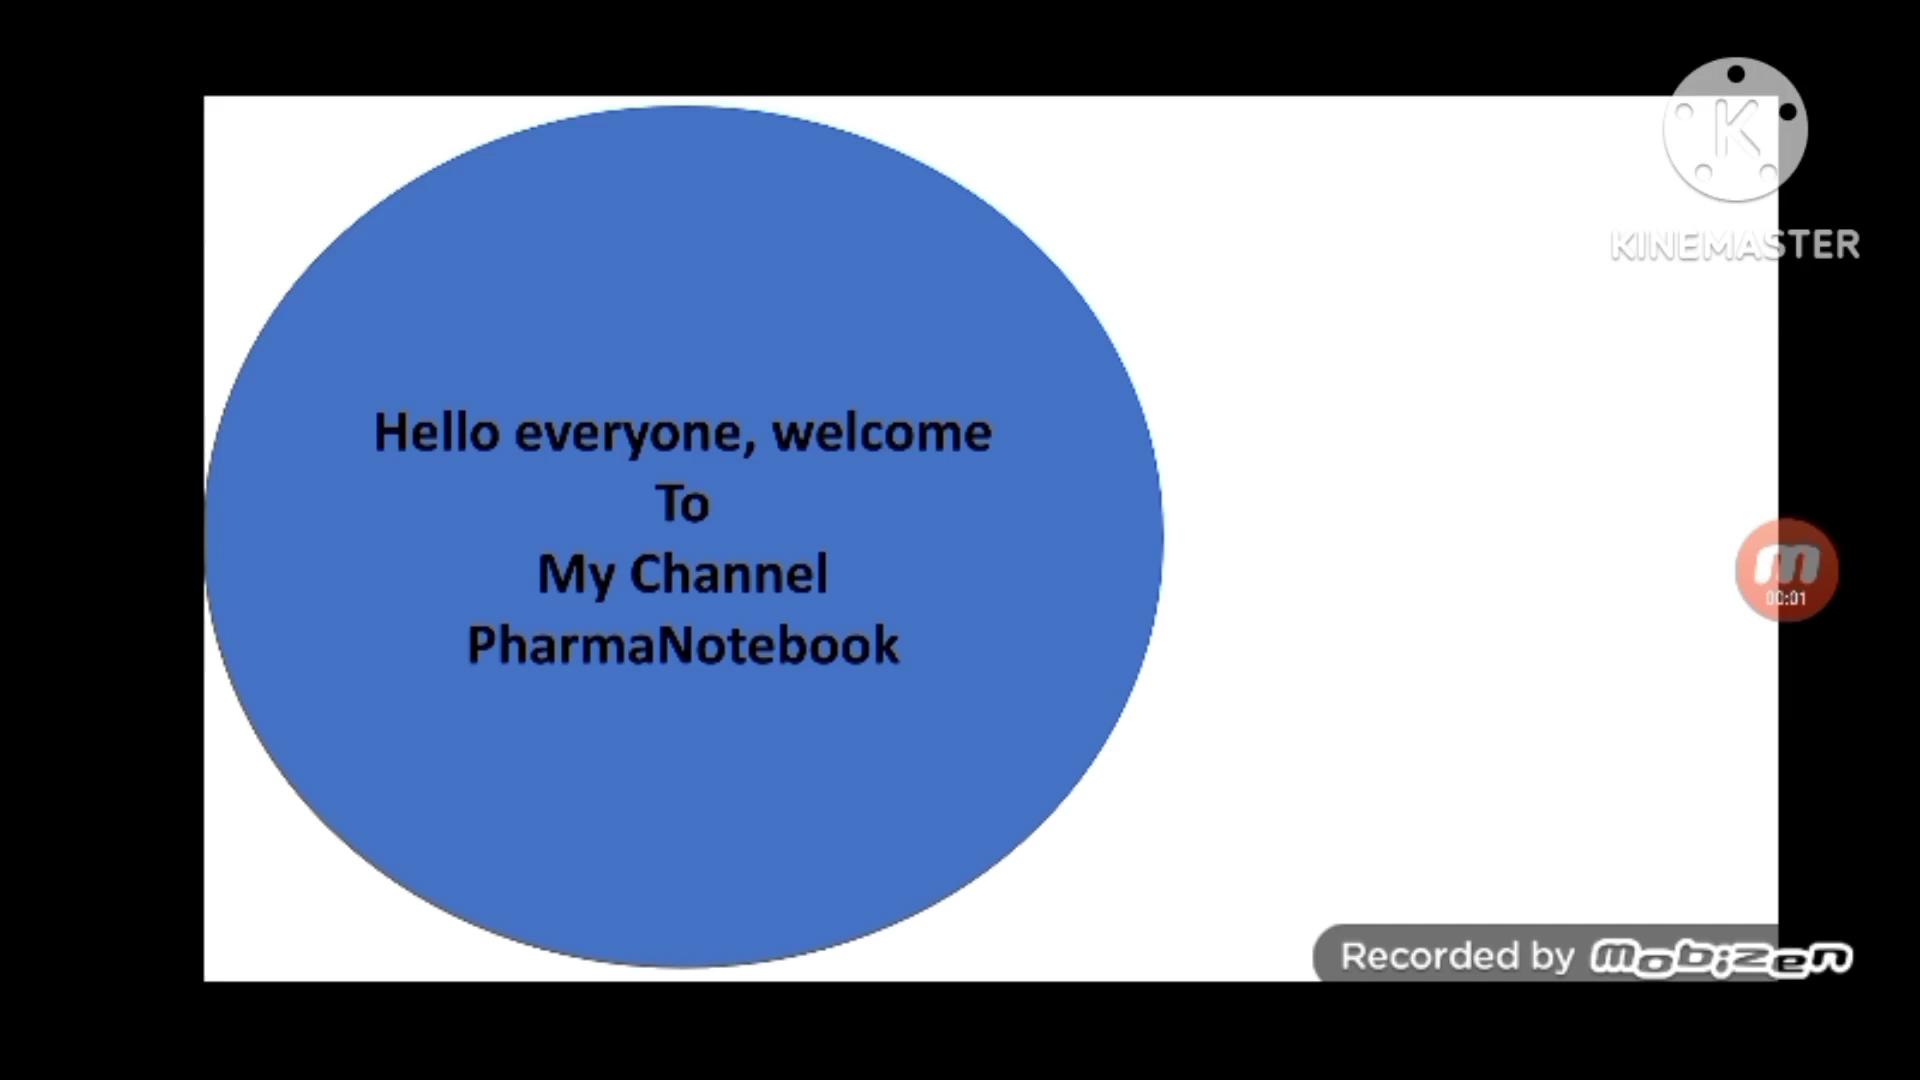 K
KINEMASTER
Hello everyone, welcome
To
My Channel
PharmaNotebook
m
00:01
Recorded by mobizen